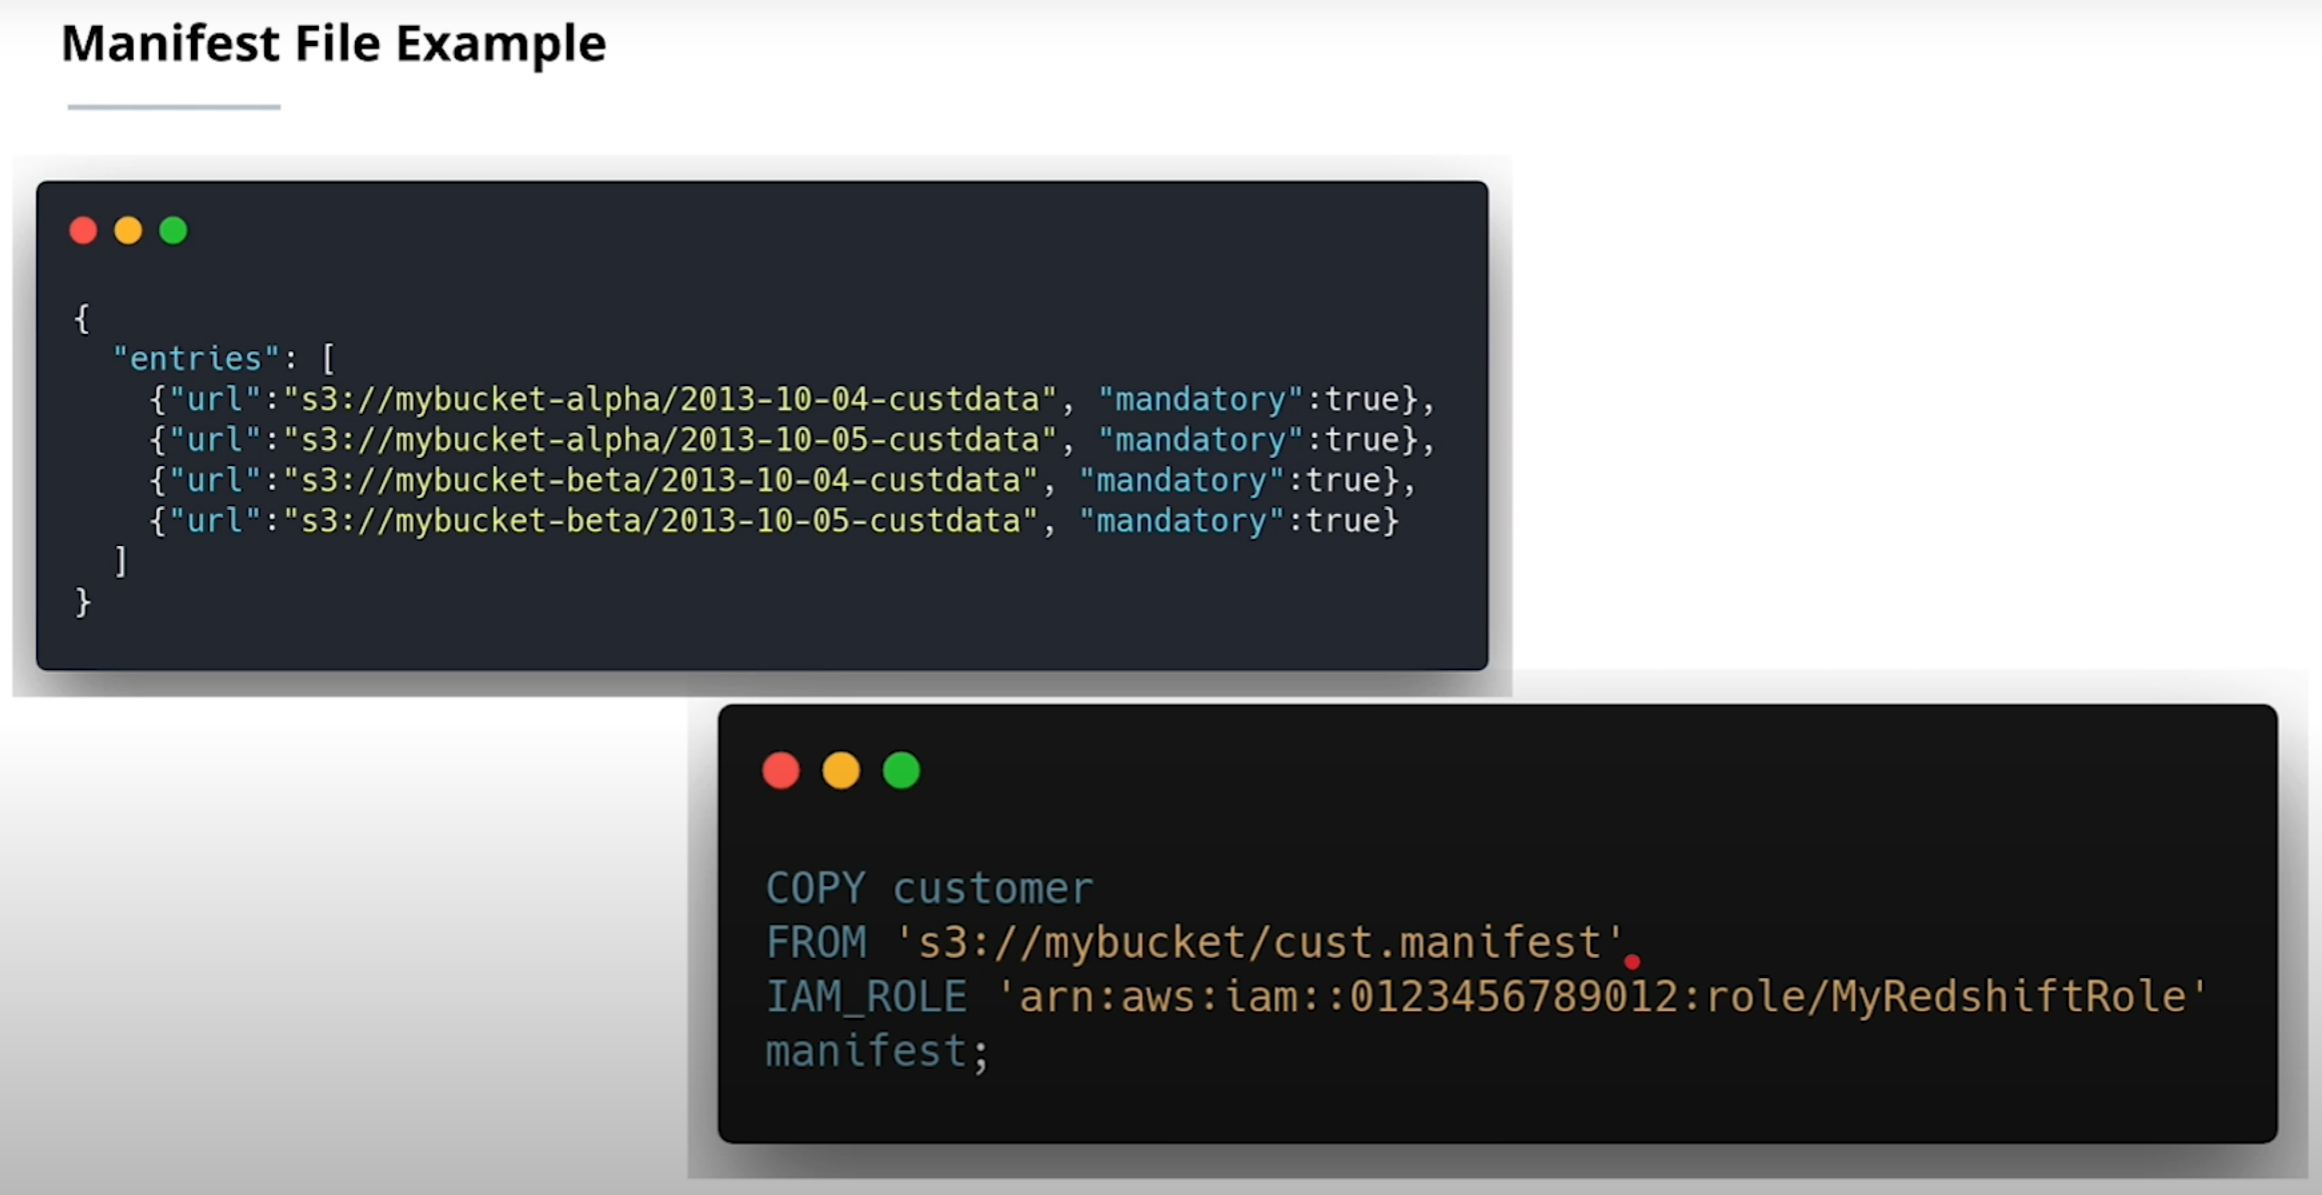 Manifest File Example
{
"entries": [
{"url":"s3://mybucket-alpha/2013-10-04-custdata", "mandatory":true},
{"url":"s3://mybucket-alpha/2013-10-05-custdata", "mandatory":true},
{"url":"s3://mybucket-beta/2013-10-04-custdata", "mandatory":true},
{"url":"s3://mybucket-beta/2013-10-05-custdata", "mandatory":true}
]
}
COPY customer
FROM 's3://mybucket/cust.manifest'
IAM_ROLE 'arn:aws:iam::0123456789012:role/MyRedshiftRole'
manifest;